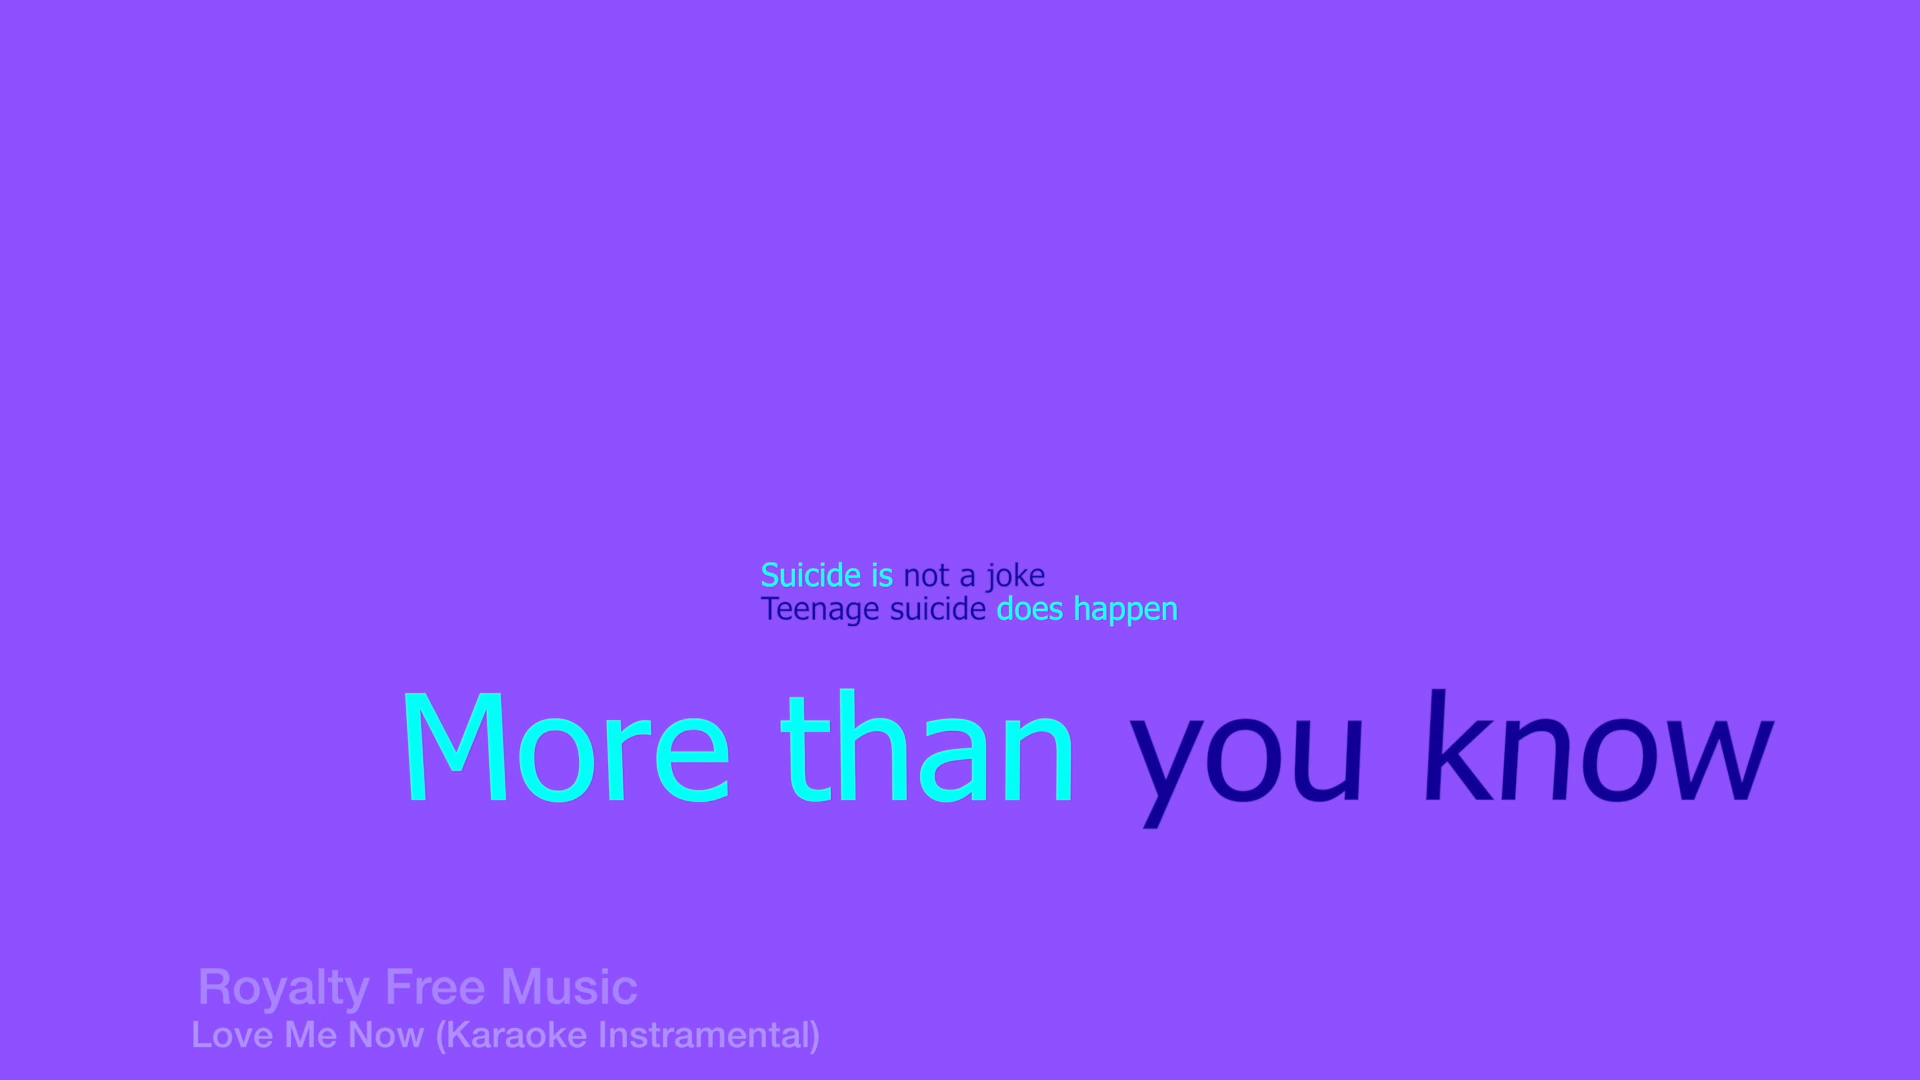 Suicide is not a joke
Teenage suicide does happen
More than you know
Royalty Free Music
Love Me Now (Karaoke Instramental)